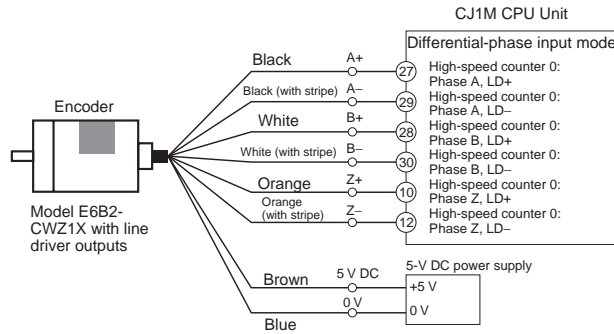 CJ1M CPU Unit
Differential-phase input mode
Black
A+
27
High-speed counter 0:
Phase A, LD+
Black (with stripe)
A−
29
High-speed counter 0:
Phase A, LD−
Encoder
White
B+
28
High-speed counter 0:
Phase B, LD+
White (with stripe)
B−
30
High-speed counter 0:
Phase B, LD−
Orange
Z+
10
High-speed counter 0:
Phase Z, LD+
Orange
(with stripe)
Z−
12
High-speed counter 0:
Phase Z, LD−
Model E6B2-
CWZ1X with line
driver outputs
5-V DC power supply
Brown
5 V DC
+5 V
Blue
0 V
0 V